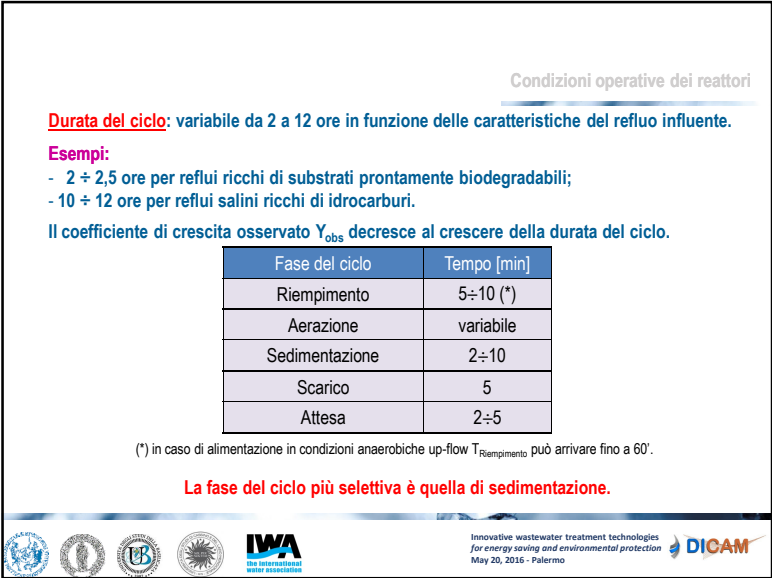 Condizioni operative dei reattori
Durata del ciclo: variabile da 2 a 12 ore in funzione delle caratteristiche del refluo influente.
Esempi:
- 2 ÷ 2,5 ore per reflui ricchi di substrati prontamente biodegradabili;
- 10 ÷ 12 ore per reflui salini ricchi di idrocarburi.
Il coefficiente di crescita osservato Yobs decresce al crescere della durata del ciclo.
Fase del ciclo Tempo [min]
Riempimento 5÷10 (*)
Aerazione variabile
Sedimentazione 2÷10
Scarico 5
Attesa 2÷5
(*) in caso di alimentazione in condizioni anaerobiche up-flow TRiempimento può arrivare fino a 60'.
La fase del ciclo più selettiva è quella di sedimentazione.
UB
IWA
the international
water association
Innovative wastewater treatment technologies
for energy saving and environmental protection
May 20, 2016 - Palermo
DICAM